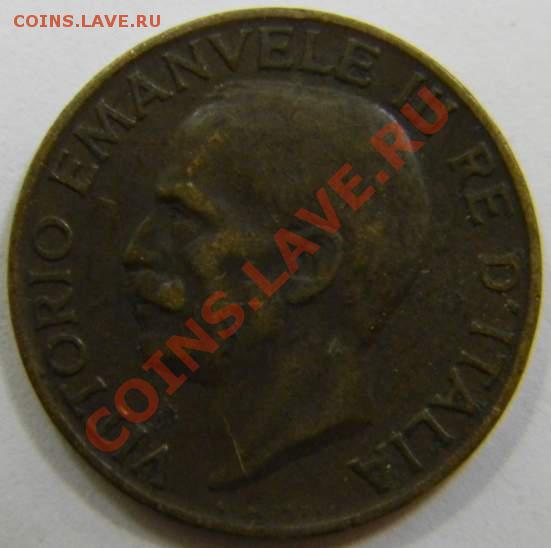 COINS.LAVE.RU
VITTORIO EMANVELE III RE D'ITALIA
COINS.LAVE.RU